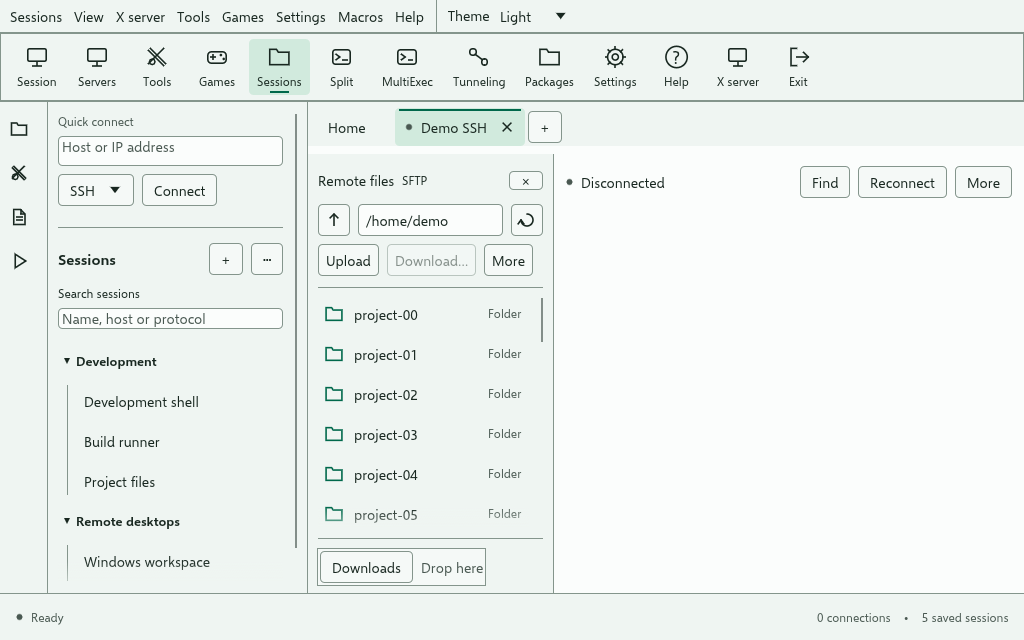 Sessions View X server Tools Games Settings Macros Help Theme Light
Session Servers Tools Games Sessions Split MultiExec Tunneling Packages Settings Help X server Exit
Quick connect
Host or IP address
SSH Connect
Sessions + ...
Search sessions
Name, host or protocol
Development
Development shell
Build runner
Project files
Remote desktops
Windows workspace
Home Demo SSH ✕ +
Remote files SFTP ×
/home/demo
Upload Download... More
project-00 Folder
project-01 Folder
project-02 Folder
project-03 Folder
project-04 Folder
project-05 Folder
Downloads Drop here
Disconnected Find Reconnect More
Ready 0 connections • 5 saved sessions